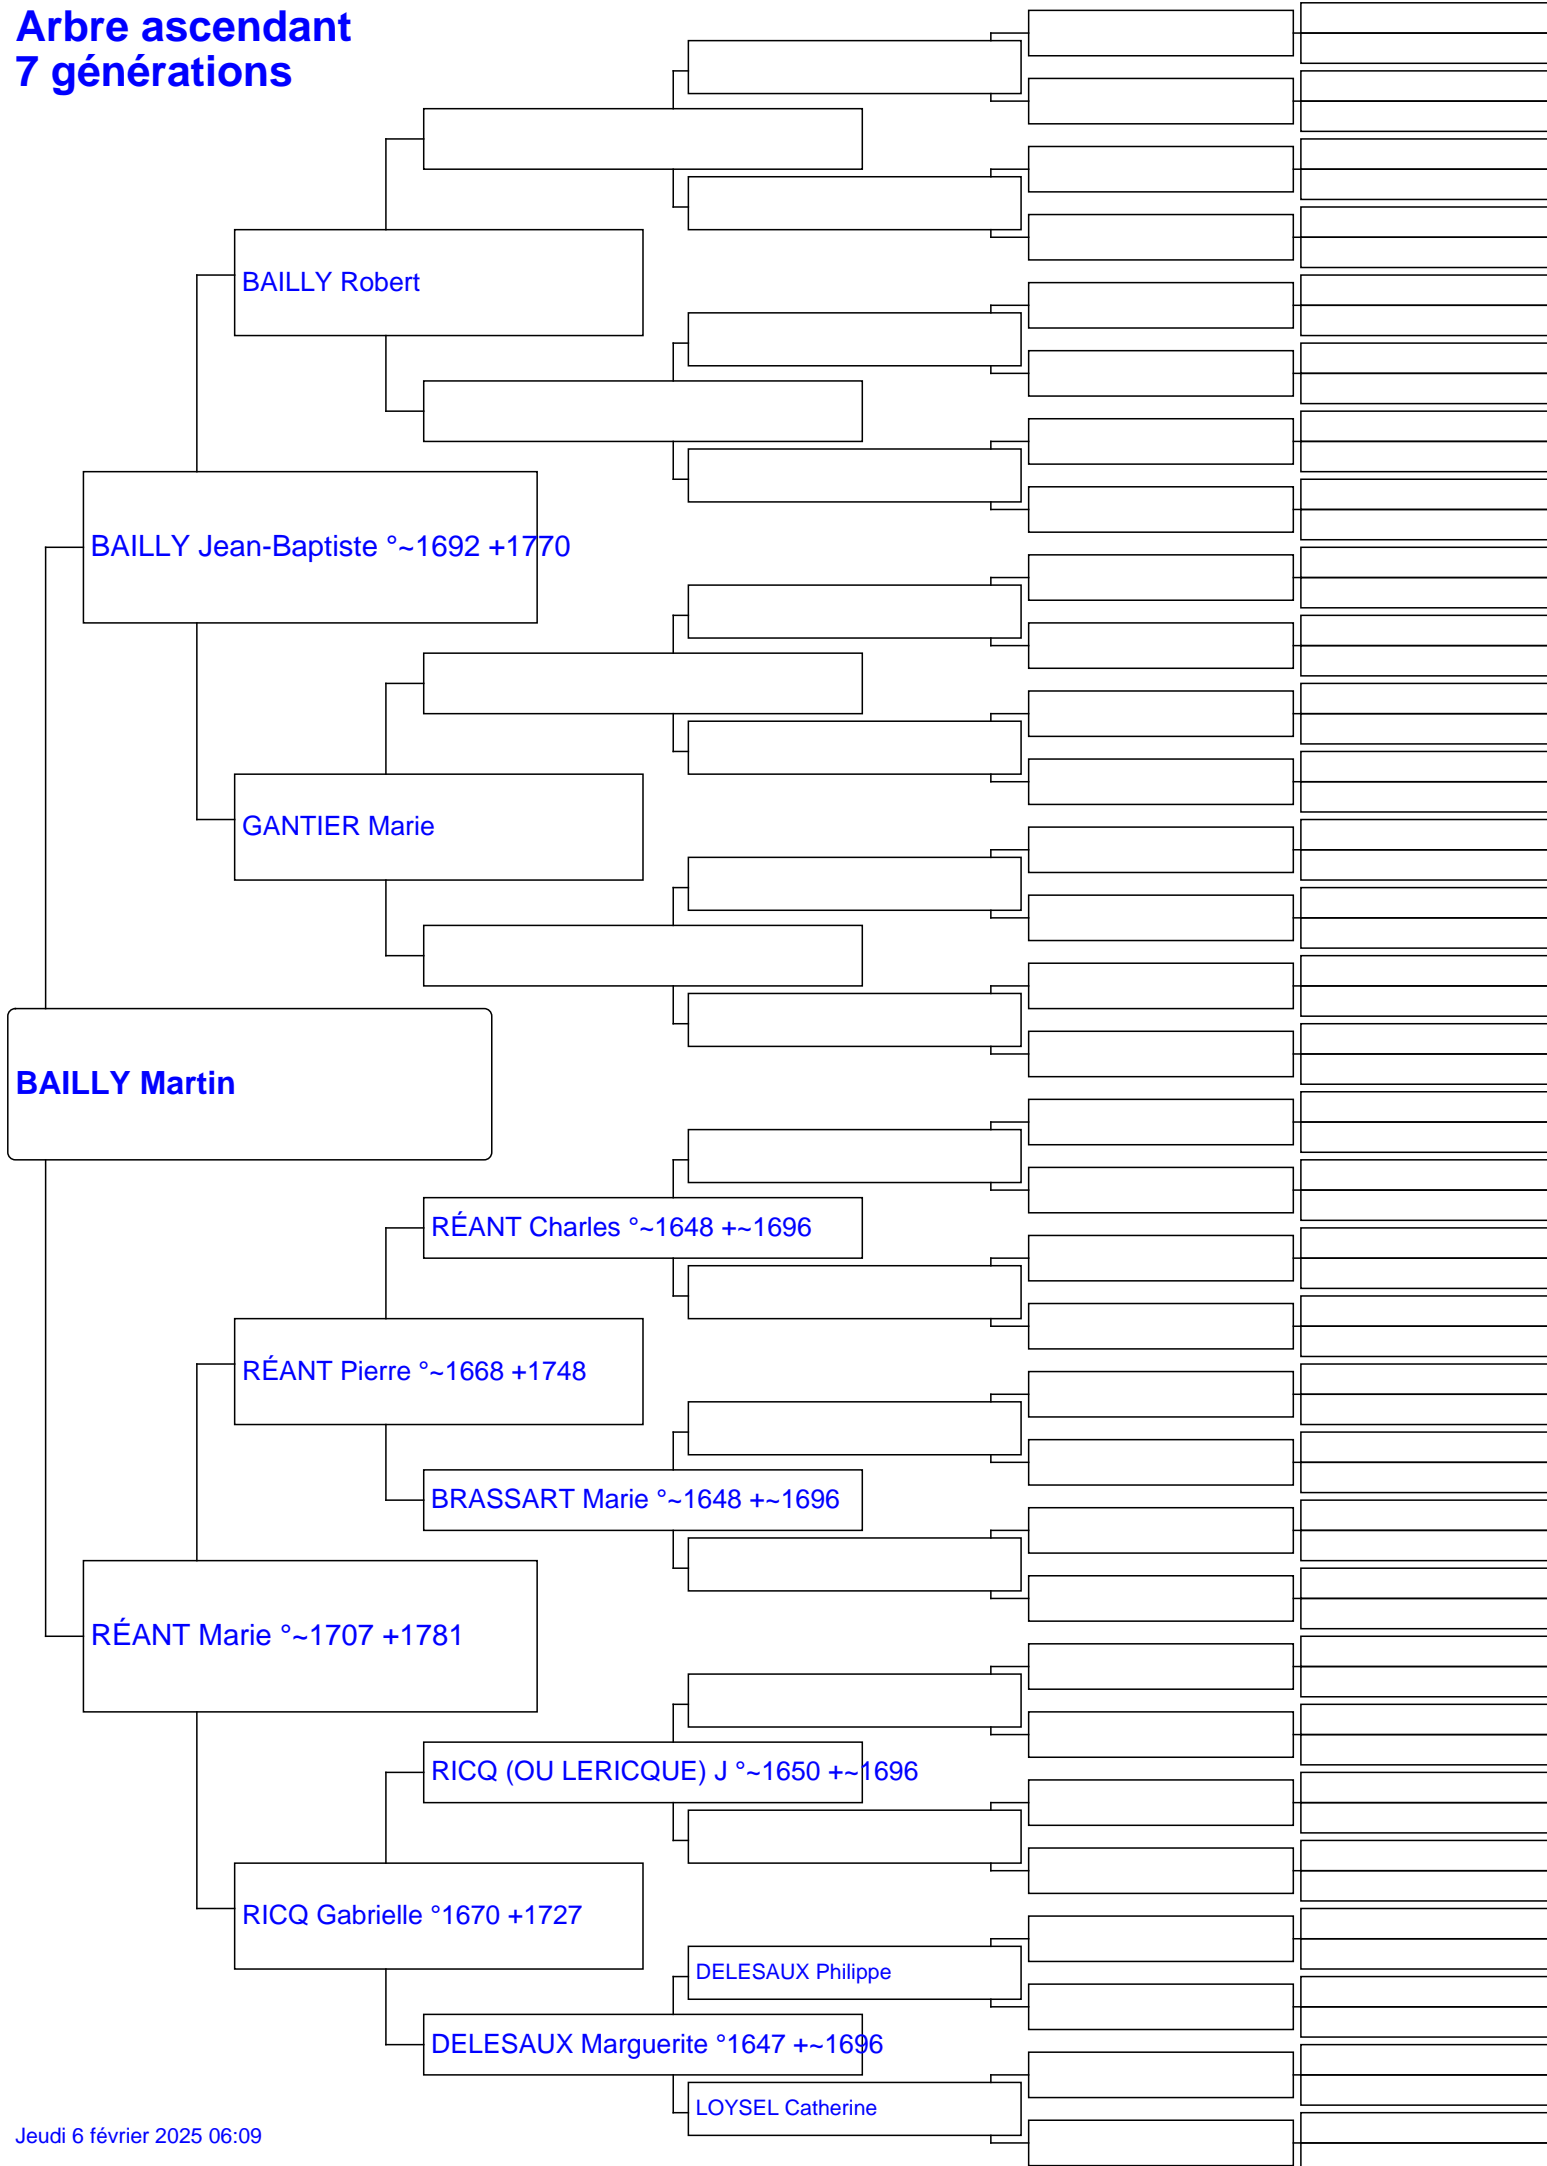 Arbre ascendant
7 générations
BAILLY Robert
BAILLY Jean-Baptiste °~1692 +1770
GANTIER Marie
BAILLY Martin
RÉANT Charles °~1648 +~1696
RÉANT Pierre °~1668 +1748
BRASSART Marie °~1648 +~1696
RÉANT Marie °~1707 +1781
RICQ (OU LERICQUE) J °~1650 +~1696
RICQ Gabrielle °1670 +1727
DELESAUX Philippe
DELESAUX Marguerite °1647 +~1696
LOYSEL Catherine
Jeudi 6 février 2025 06:09